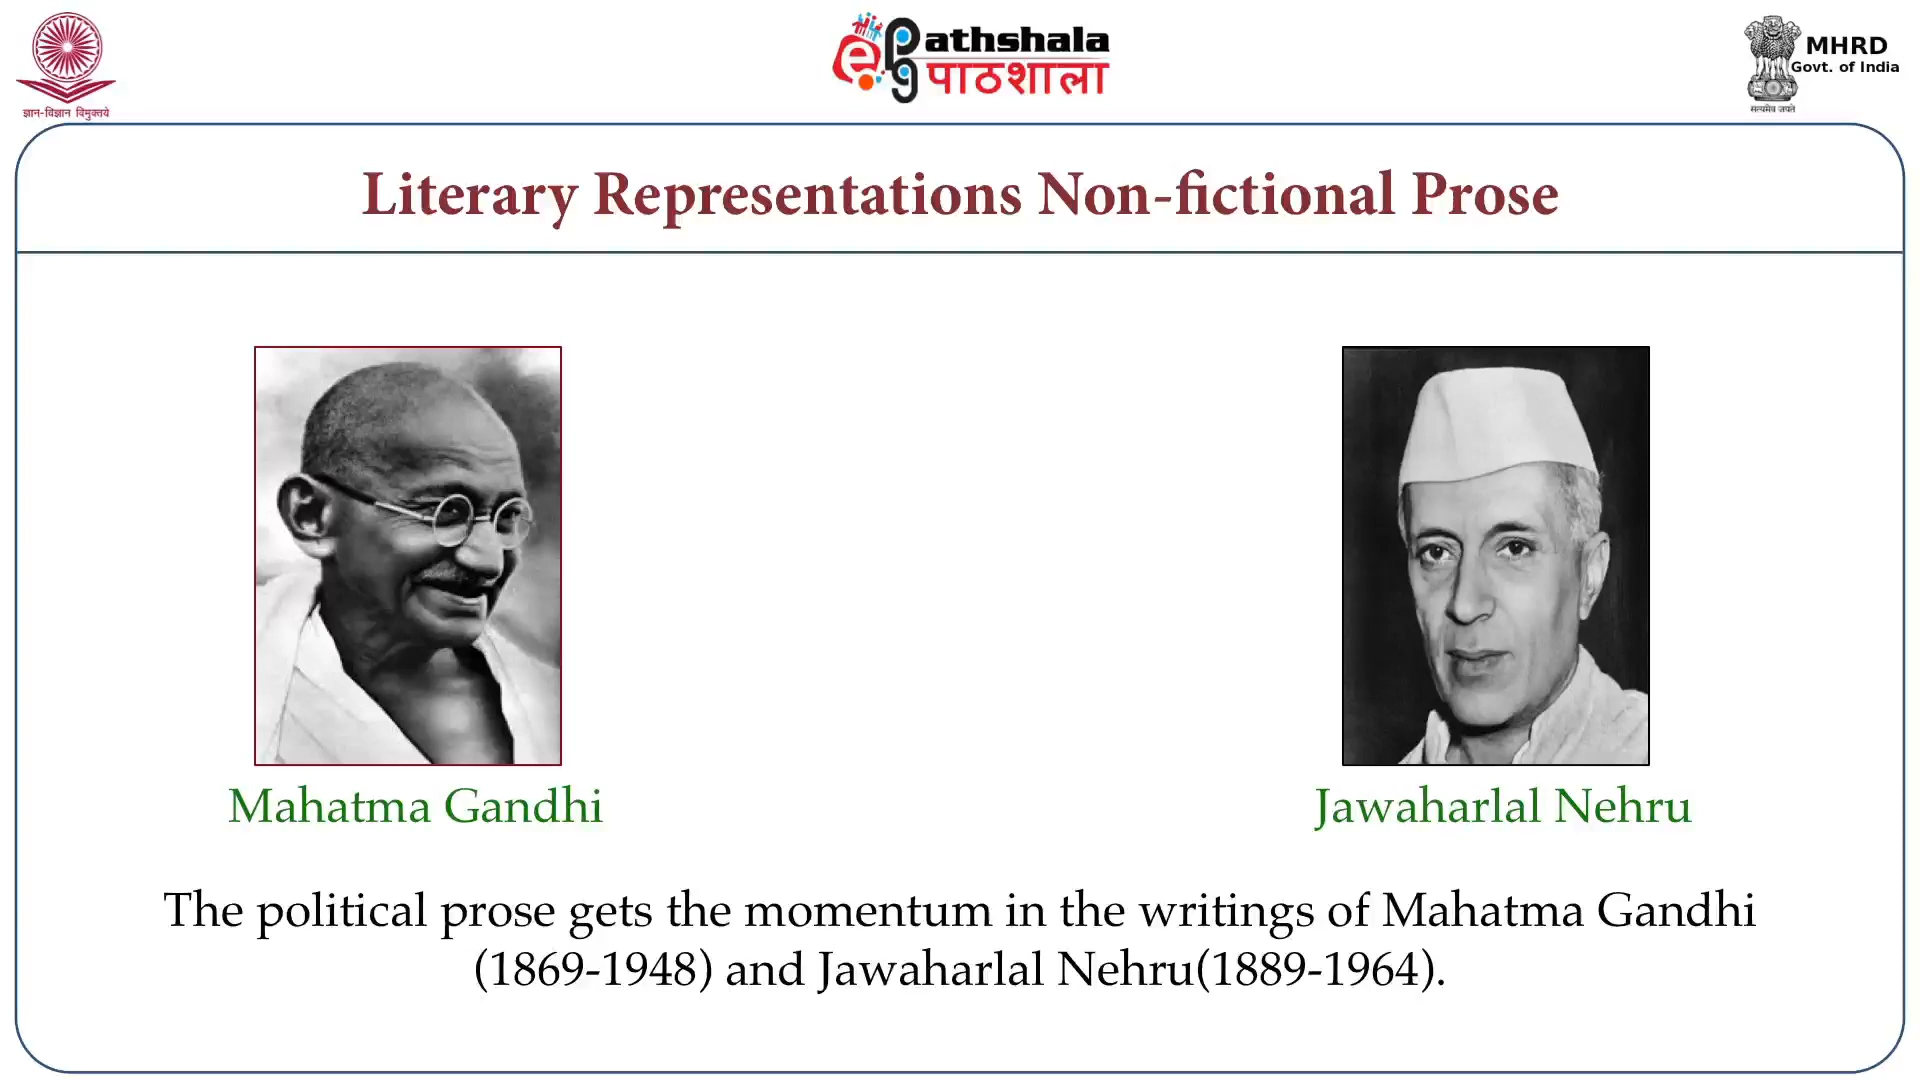 ज्ञान-विज्ञान विमुक्तये
ePg Pathshala
पाठशाला
MHRD
Govt. of India
सत्यमेव जयते
Literary Representations Non-fictional Prose
Mahatma Gandhi
Jawaharlal Nehru
The political prose gets the momentum in the writings of Mahatma Gandhi
(1869-1948) and Jawaharlal Nehru(1889-1964).